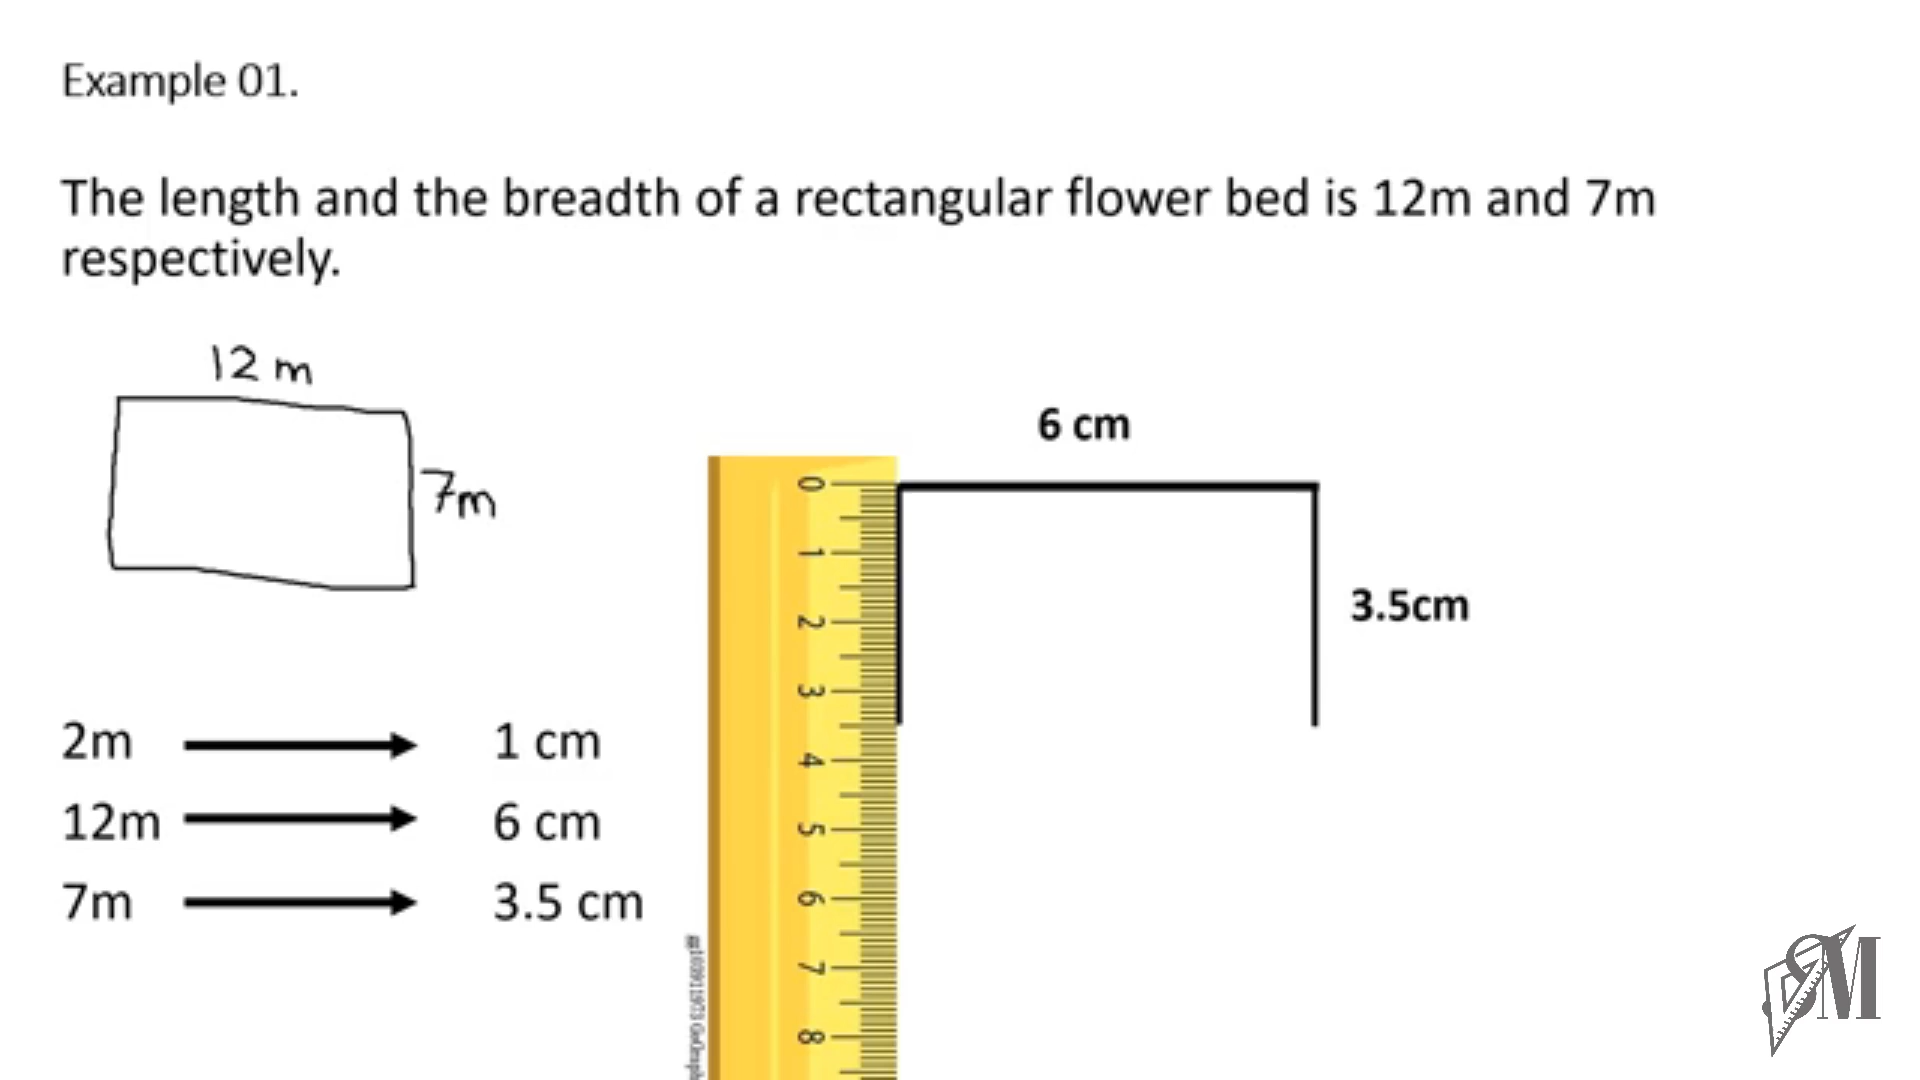 Example 01.
The length and the breadth of a rectangular flower bed is 12m and 7m
respectively.
12 m
7m
2m 1 cm
12m 6 cm
7m 3.5 cm
6 cm
3.5cm
0
1
2
3
4
5
6
7
8
SM